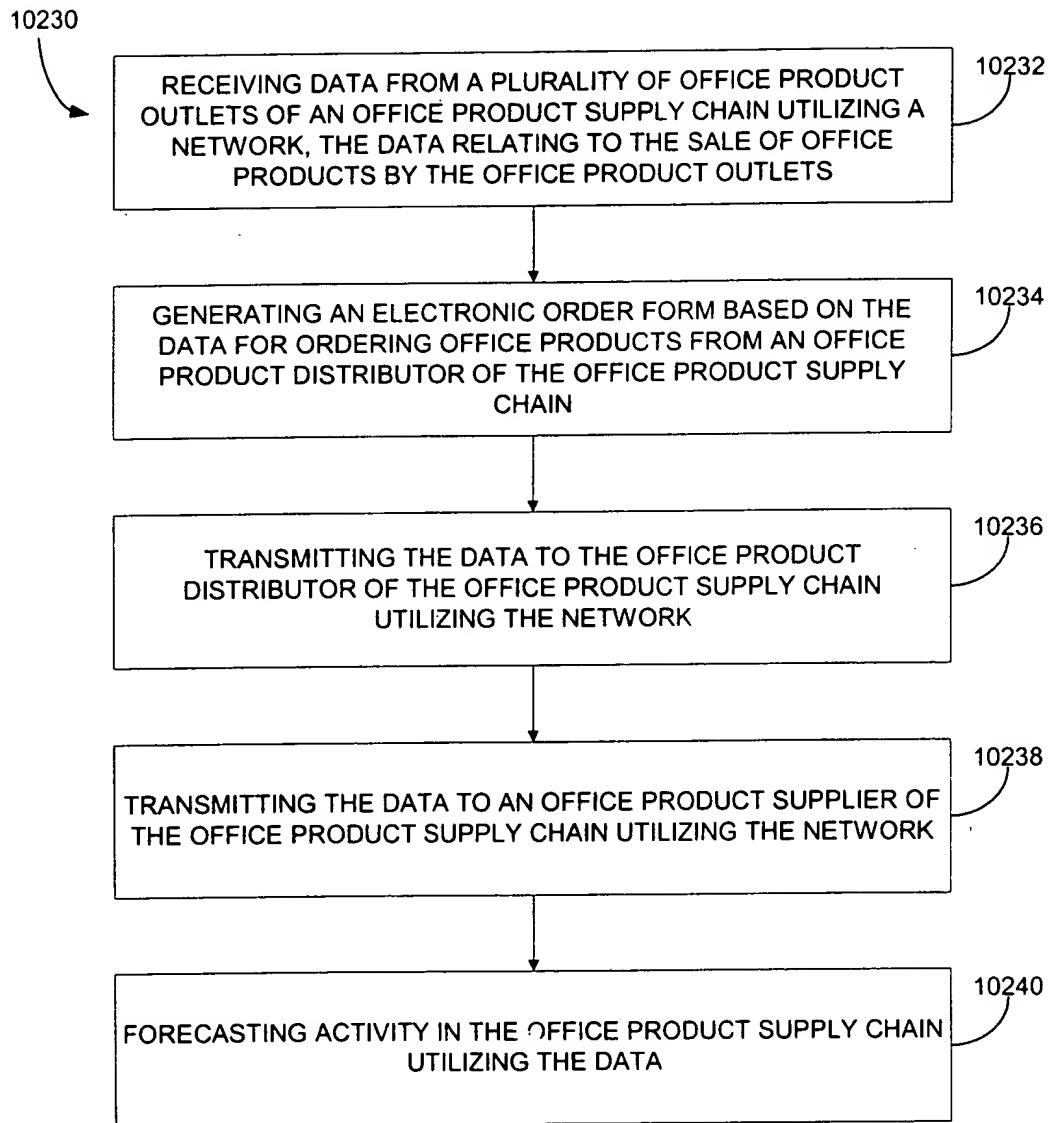 10230
RECEIVING DATA FROM A PLURALITY OF OFFICE PRODUCT
OUTLETS OF AN OFFICE PRODUCT SUPPLY CHAIN UTILIZING A
NETWORK, THE DATA RELATING TO THE SALE OF OFFICE
PRODUCTS BY THE OFFICE PRODUCT OUTLETS
10232
GENERATING AN ELECTRONIC ORDER FORM BASED ON THE
DATA FOR ORDERING OFFICE PRODUCTS FROM AN OFFICE
PRODUCT DISTRIBUTOR OF THE OFFICE PRODUCT SUPPLY
CHAIN
10234
TRANSMITTING THE DATA TO THE OFFICE PRODUCT
DISTRIBUTOR OF THE OFFICE PRODUCT SUPPLY CHAIN
UTILIZING THE NETWORK
10236
TRANSMITTING THE DATA TO AN OFFICE PRODUCT SUPPLIER OF
THE OFFICE PRODUCT SUPPLY CHAIN UTILIZING THE NETWORK
10238
FORECASTING ACTIVITY IN THE OFFICE PRODUCT SUPPLY CHAIN
UTILIZING THE DATA
10240